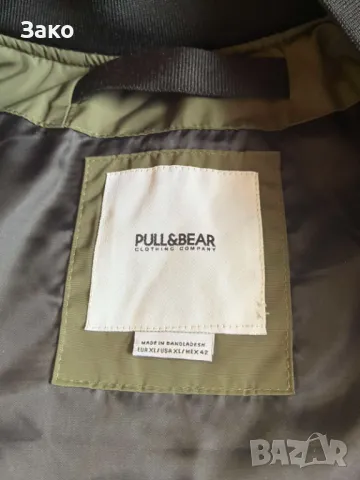 Зако
PULL&BEAR
CLOTHING COMPANY
MADE IN BANGLADESH
EUR XL/USA XL/MEX 42
BAZAR